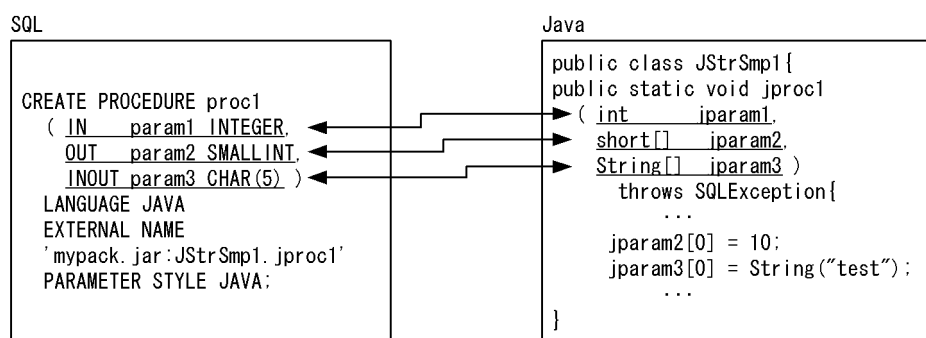 SQL
CREATE PROCEDURE proc1
( IN param1 INTEGER,
OUT param2 SMALLINT,
INOUT param3 CHAR(5) )
LANGUAGE JAVA
EXTERNAL NAME
'mypack.jar:JStrSmp1.jproc1'
PARAMETER STYLE JAVA;
Java
public class JStrSmp1{
public static void jproc1
( int jparam1,
short[] jparam2,
String[] jparam3 )
throws SQLException{
...
jparam2[0] = 10;
jparam3[0] = String("test");
...
}